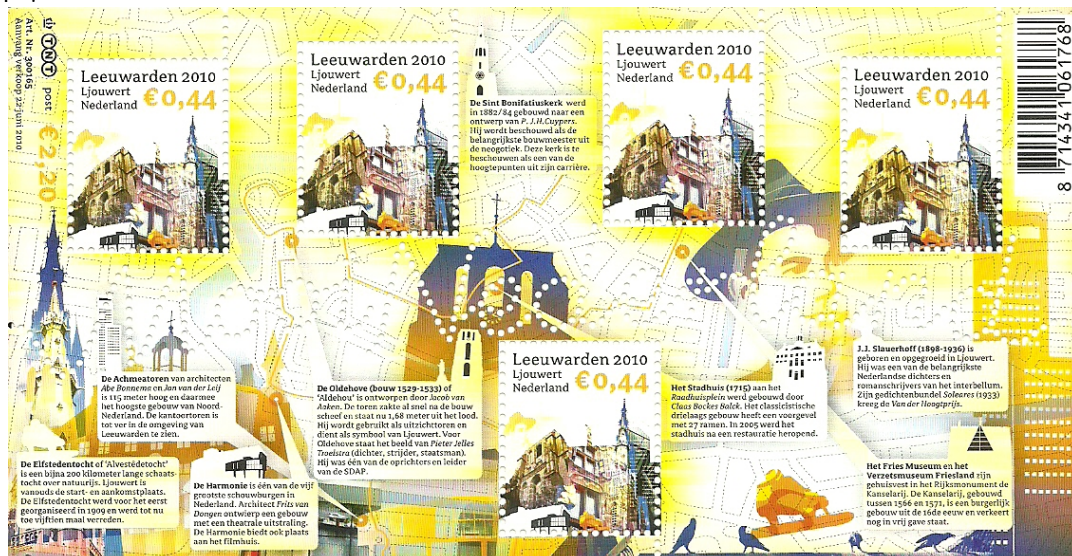 Art. Nr. 300165
Aanvang verkoop 22 juni 2010
TNT post €2,20
Leeuwarden 2010
Ljouwert
Nederland €0,44
Leeuwarden 2010
Ljouwert
Nederland €0,44
De Sint Bonifatiuskerk werd
in 1882/84 gebouwd naar een
ontwerp van P. J.H.Cuypers.
Hij wordt beschouwd als de
belangrijkste bouwmeester uit
de neogotiek. Deze kerk is te
beschouwen als een van de
hoogtepunten uit zijn carrière.
Leeuwarden 2010
Ljouwert
Nederland €0,44
Leeuwarden 2010
Ljouwert
Nederland €0,44
8 714341 061768
De Achmeatoren van architecten
Abe Bonnema en Jan van der Leij
is 115 meter hoog en daarmee
het hoogste gebouw van Noord-
Nederland. De kantoortoren is
tot ver in de omgeving van
Leeuwarden te zien.
De Elfstedentocht of 'Alvestêdetocht'
is een bijna 200 kilometer lange schaats-
tocht over natuurijs. Ljouwert is
vanouds de start- en aankomstplaats.
De Elfstedentocht werd voor het eerst
georganiseerd in 1909 en werd tot nu
toe vijftien maal verreden.
De Harmonie is één van de vijf
grootste schouwburgen in
Nederland. Architect Frits van
Dongen ontwierp een gebouw
met een theatrale uitstraling.
De Harmonie biedt ook plaats
aan het filmhuis.
De Oldehove (bouw 1529-1533) of
'Aldehou' is ontworpen door Jacob van
Aaken. De toren zakte al snel na de bouw
scheef en staat nu 1,68 meter uit het lood.
Hij wordt gebruikt als uitzichtoren en
dient als symbool van Ljouwert. Voor
Oldehove staat het beeld van Pieter Jelles
Troelstra (dichter, strijder, staatsman).
Hij was één van de oprichters en leider
van de SDAP.
Leeuwarden 2010
Ljouwert
Nederland €0,44
Het Stadhuis (1715) aan het
Raadhuisplein werd gebouwd door
Claas Bockes Balck. Het classicistische
drielaags gebouw heeft een voorgevel
met 27 ramen. In 2005 werd het
stadhuis na een restauratie heropend.
J.J. Slauerhoff (1898-1936) is
geboren en opgegroeid in Ljouwert.
Hij was een van de belangrijkste
Nederlandse dichters en
romanschrijvers van het interbellum.
Zijn gedichtenbundel Soleares (1933)
kreeg de Van der Hoogtprijs.
Het Fries Museum en het
Verzetsmuseum Friesland zijn
gehuisvest in het Rijksmonument de
Kanselarij. De Kanselarij, gebouwd
tussen 1566 en 1571, is een burgerlijk
gebouw uit de 16de eeuw en verkeert
nog in vrij gave staat.